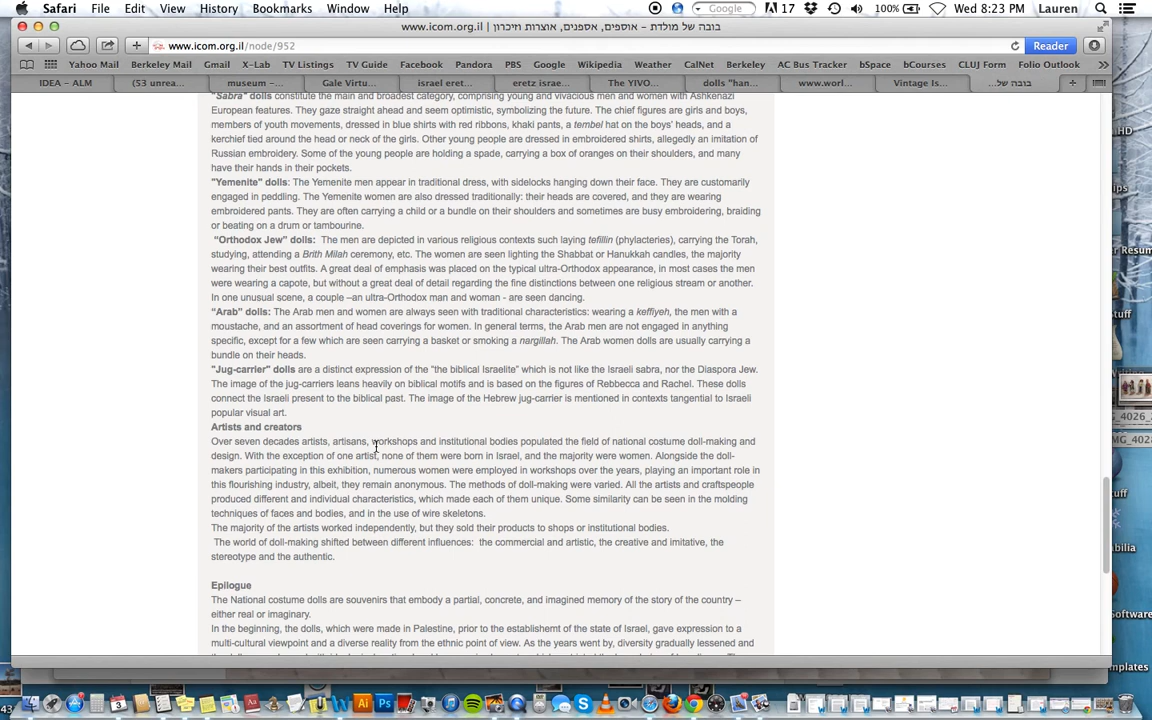 Safari File Edit View History Bookmarks Window Help Google 17 100% Wed 8:23 PM Lauren
www.icom.org.il | בובה של מולדת – אוספים, אספנים, אוצרות וזיכרון
www.icom.org.il/node/952 Reader
Yahoo Mail Berkeley Mail Gmail X–Lab TV Listings TV Guide Facebook Pandora PBS Google Wikipedia Weather CalNet Berkeley AC Bus Tracker bSpace bCourses CLUJ Form Folio Outlook
IDEA – ALM (53 unrea... museum –... Gale Virtu... israel eret... eretz israe... The YIVO... dolls "han... www.worl... Vintage Is... בובה של...
"Sabra" dolls constitute the main and broadest category, comprising young and vivacious men and women with Ashkenazi
European features. They gaze straight ahead and seem optimistic, symbolizing the future. The chief figures are girls and boys,
members of youth movements, dressed in blue shirts with red ribbons, khaki pants, a tembel hat on the boys' heads, and a
kerchief tied around the head or neck of the girls. Other young people are dressed in embroidered shirts, allegedly an imitation of
Russian embroidery. Some of the young people are holding a spade, carrying a box of oranges on their shoulders, and many
have their hands in their pockets.
"Yemenite" dolls: The Yemenite men appear in traditional dress, with sidelocks hanging down their face. They are customarily
engaged in peddling. The Yemenite women are also dressed traditionally: their heads are covered, and they are wearing
embroidered pants. They are often carrying a child or a bundle on their shoulders and sometimes are busy embroidering, braiding
or beating on a drum or tambourine.
“Orthodox Jew” dolls: The men are depicted in various religious contexts such laying tefillin (phylacteries), carrying the Torah,
studying, attending a Brith Milah ceremony, etc. The women are seen lighting the Shabbat or Hanukkah candles, the majority
wearing their best outfits. A great deal of emphasis was placed on the typical ultra-Orthodox appearance, in most cases the men
were wearing a capote, but without a great deal of detail regarding the fine distinctions between one religious stream or another.
In one unusual scene, a couple –an ultra-Orthodox man and woman - are seen dancing.
“Arab” dolls: The Arab men and women are always seen with traditional characteristics: wearing a keffiyeh, the men with a
moustache, and an assortment of head coverings for women. In general terms, the Arab men are not engaged in anything
specific, except for a few which are seen carrying a basket or smoking a nargillah. The Arab women dolls are usually carrying a
bundle on their heads.
"Jug-carrier" dolls are a distinct expression of the "the biblical Israelite” which is not like the Israeli sabra, nor the Diaspora Jew.
The image of the jug-carriers leans heavily on biblical motifs and is based on the figures of Rebbecca and Rachel. These dolls
connect the Israeli present to the biblical past. The image of the Hebrew jug-carrier is mentioned in contexts tangential to Israeli
popular visual art.
Artists and creators
Over seven decades artists, artisans, workshops and institutional bodies populated the field of national costume doll-making and
design. With the exception of one artist, none of them were born in Israel, and the majority were women. Alongside the doll-
makers participating in this exhibition, numerous women were employed in workshops over the years, playing an important role in
this flourishing industry, albeit, they remain anonymous. The methods of doll-making were varied. All the artists and craftspeople
produced different and individual characteristics, which made each of them unique. Some similarity can be seen in the molding
techniques of faces and bodies, and in the use of wire skeletons.
The majority of the artists worked independently, but they sold their products to shops or institutional bodies.
The world of doll-making shifted between different influences: the commercial and artistic, the creative and imitative, the
stereotype and the authentic.
Epilogue
The National costume dolls are souvenirs that embody a partial, concrete, and imagined memory of the story of the country –
either real or imaginary.
In the beginning, the dolls, which were made in Palestine, prior to the establishemt of the state of Israel, gave expression to a
multi-cultural viewpoint and a diverse reality from the ethnic point of view. As the years went by, diversity gradually lessened and